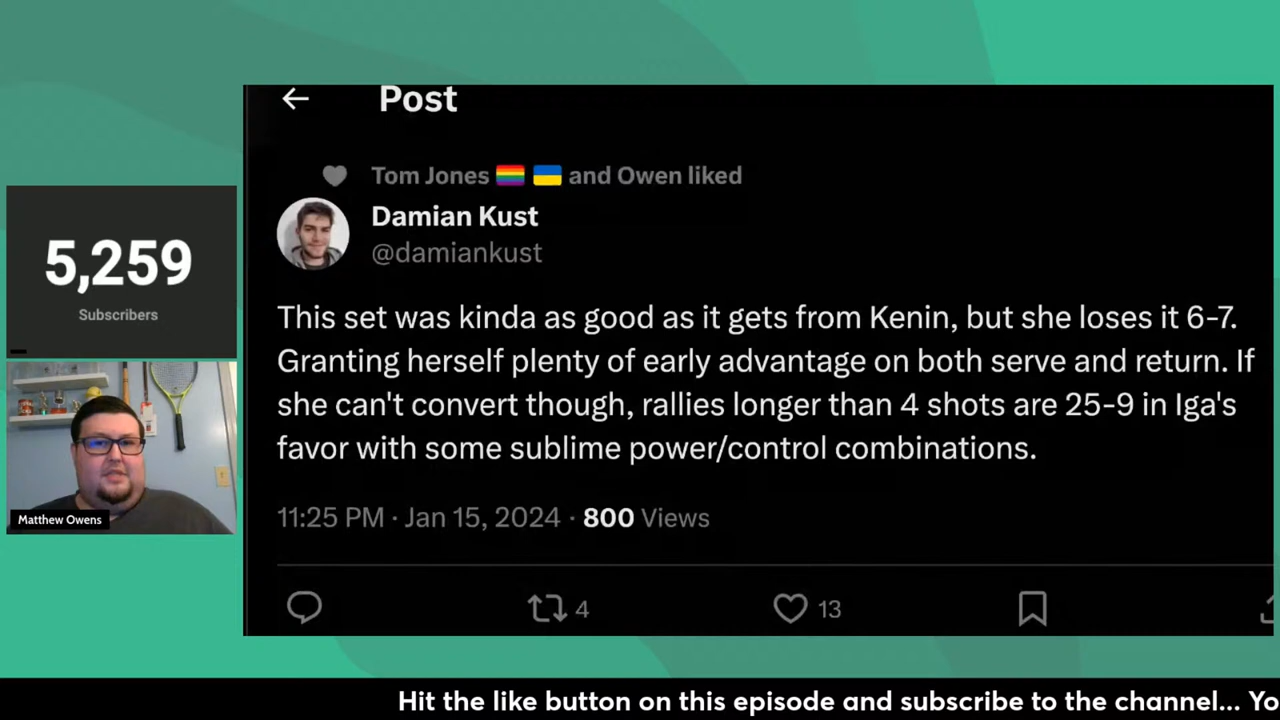 Post
Tom Jones 🏳️‍🌈 🇺🇦 and Owen liked
Damian Kust
@damiankust
This set was kinda as good as it gets from Kenin, but she loses it 6-7.
Granting herself plenty of early advantage on both serve and return. If
she can't convert though, rallies longer than 4 shots are 25-9 in Iga's
favor with some sublime power/control combinations.
11:25 PM · Jan 15, 2024 · 800 Views
4 13
5,259
Subscribers
Matthew Owens
Hit the like button on this episode and subscribe to the channel... Yo